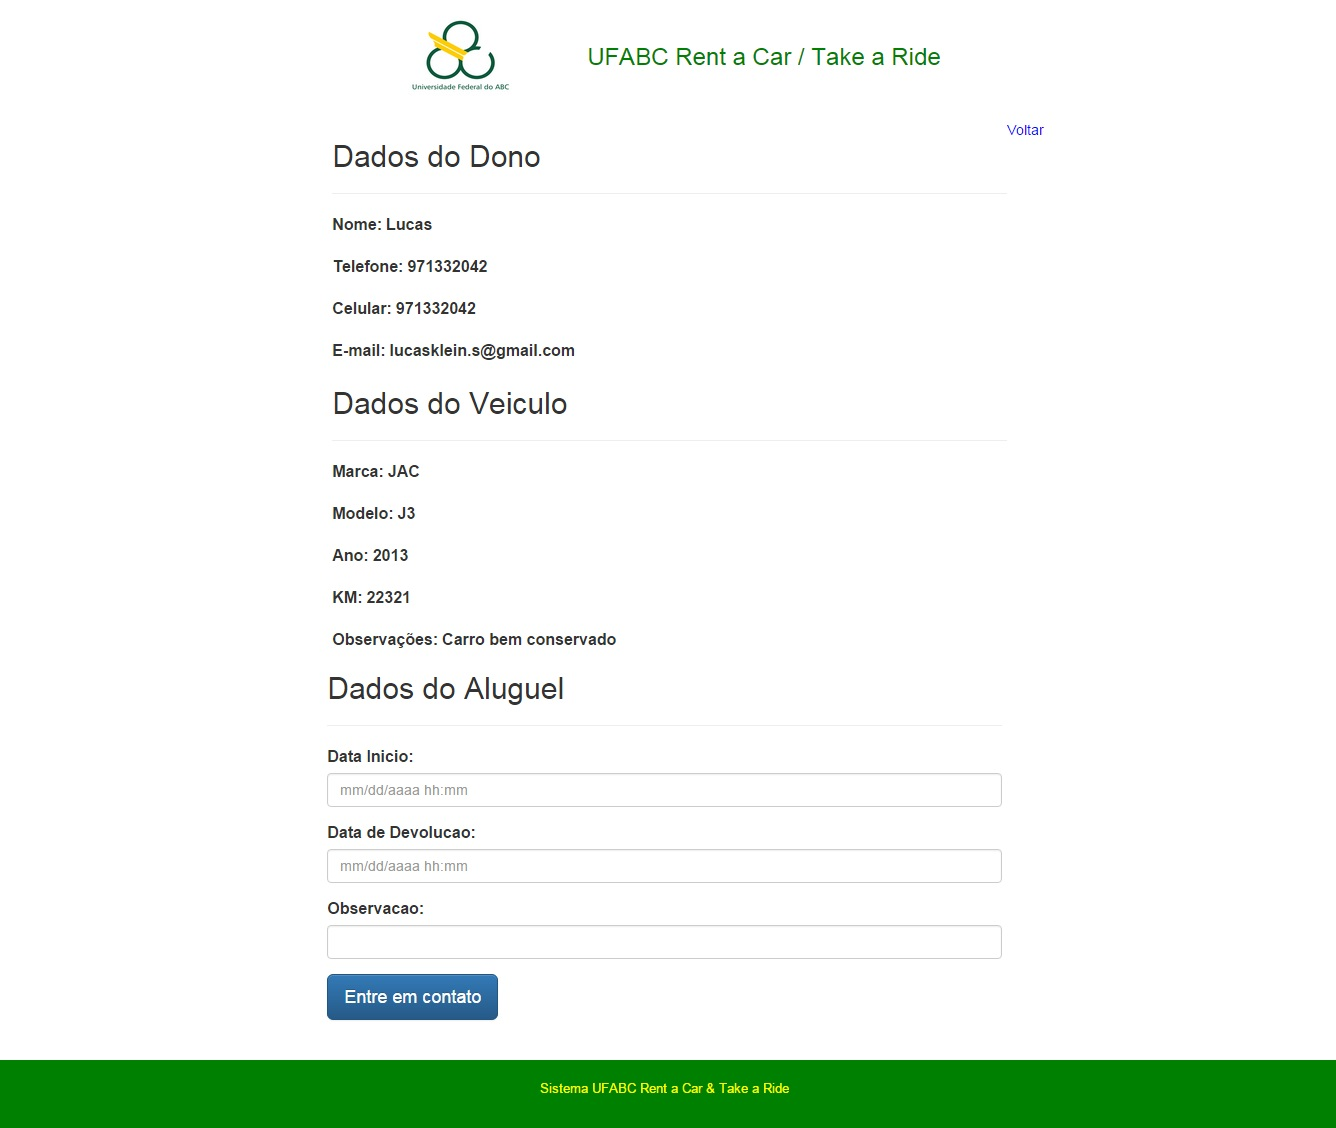 Universidade Federal do ABC
UFABC Rent a Car / Take a Ride
Voltar
Dados do Dono
Nome: Lucas
Telefone: 971332042
Celular: 971332042
E-mail: lucasklein.s@gmail.com
Dados do Veiculo
Marca: JAC
Modelo: J3
Ano: 2013
KM: 22321
Observações: Carro bem conservado
Dados do Aluguel
Data Inicio:
mm/dd/aaaa hh:mm
Data de Devolucao:
mm/dd/aaaa hh:mm
Observacao:
Entre em contato
Sistema UFABC Rent a Car & Take a Ride